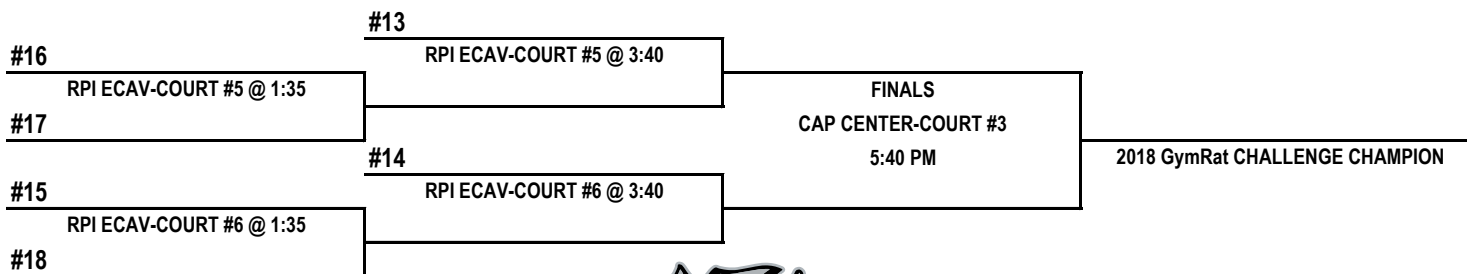 #13
#16
RPI ECAV-COURT #5 @ 3:40
RPI ECAV-COURT #5 @ 1:35
FINALS
#17
CAP CENTER-COURT #3
#14
5:40 PM
2018 GymRat CHALLENGE CHAMPION
#15
RPI ECAV-COURT #6 @ 3:40
RPI ECAV-COURT #6 @ 1:35
#18